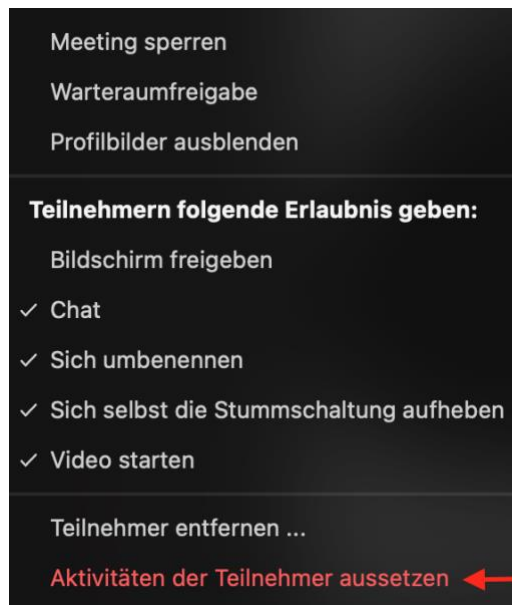 Meeting sperren
Warteraumfreigabe
Profilbilder ausblenden
Teilnehmern folgende Erlaubnis geben:
Bildschirm freigeben
✓ Chat
✓ Sich umbenennen
✓ Sich selbst die Stummschaltung aufheben
✓ Video starten
Teilnehmer entfernen ...
Aktivitäten der Teilnehmer aussetzen